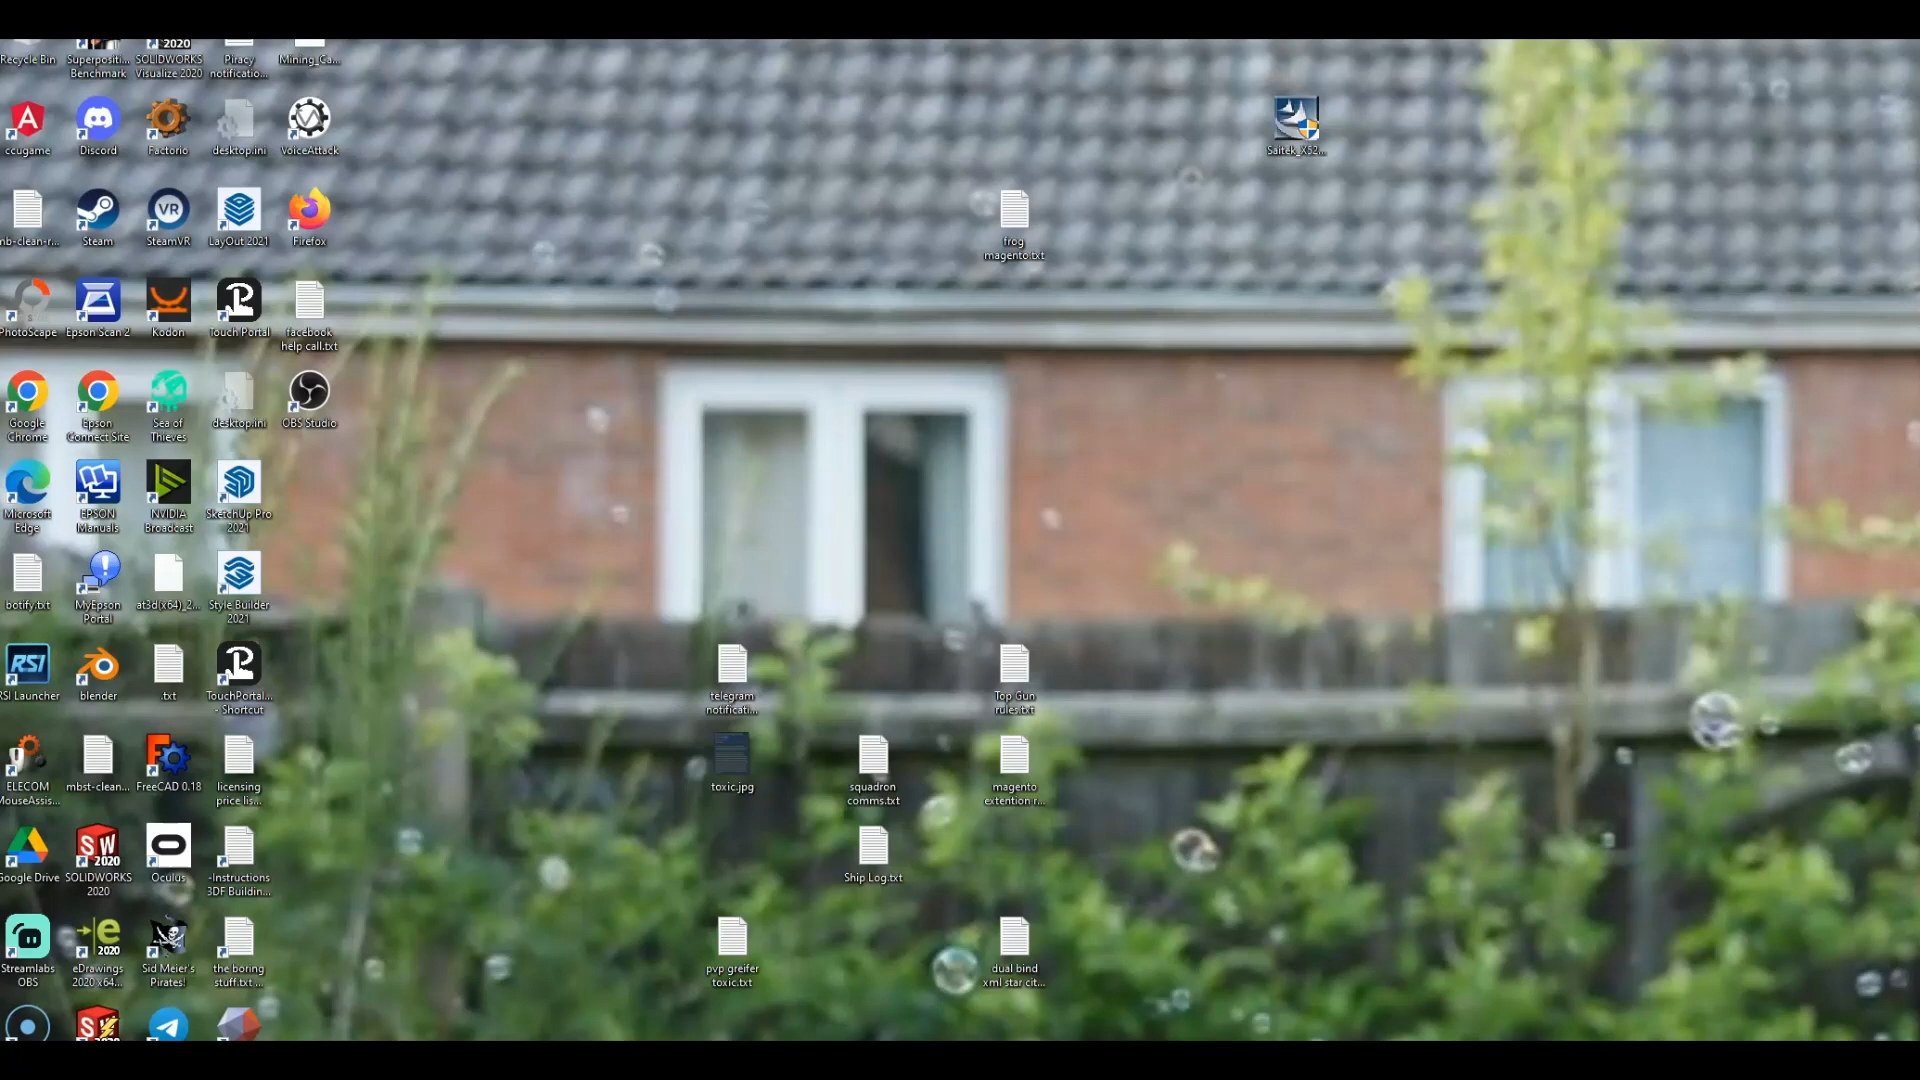 Recycle Bin
Superpositi...
Benchmark
2020
SOLIDWORKS
Visualize 2020
Piracy
notificatio...
Mining_Ca...
ccugame
Discord
Factorio
desktop.ini
VoiceAttack
Saitek_X52...
mb-clean-r...
Steam
VR
SteamVR
LayOut 2021
Firefox
frog
magento.txt
PhotoScape
Epson Scan 2
Kodon
Touch Portal
facebook
help call.txt
Google
Chrome
Epson
Connect Site
Sea of
Thieves
desktop.ini
OBS Studio
Microsoft
Edge
EPSON
Manuals
NVIDIA
Broadcast
SketchUp Pro
2021
botify.txt
MyEpson
Portal
at3d(x64)_2...
Style Builder
2021
RSI
RSI Launcher
blender
.txt
TouchPortal...
- Shortcut
telegram
notificati...
Top Gun
rules.txt
ELECOM
MouseAssis...
mbst-clean...
FreeCAD 0.18
licensing
price lis...
toxic.jpg
squadron
comms.txt
magento
extention r...
Google Drive
SW
2020
SOLIDWORKS
2020
Oculus
-Instructions
3DF Buildin...
Ship Log.txt
Streamlabs
OBS
e
2020
eDrawings
2020 x64...
Sid Meier's
Pirates!
the boring
stuff.txt ...
pvp greifer
toxic.txt
dual bind
xml star cit...